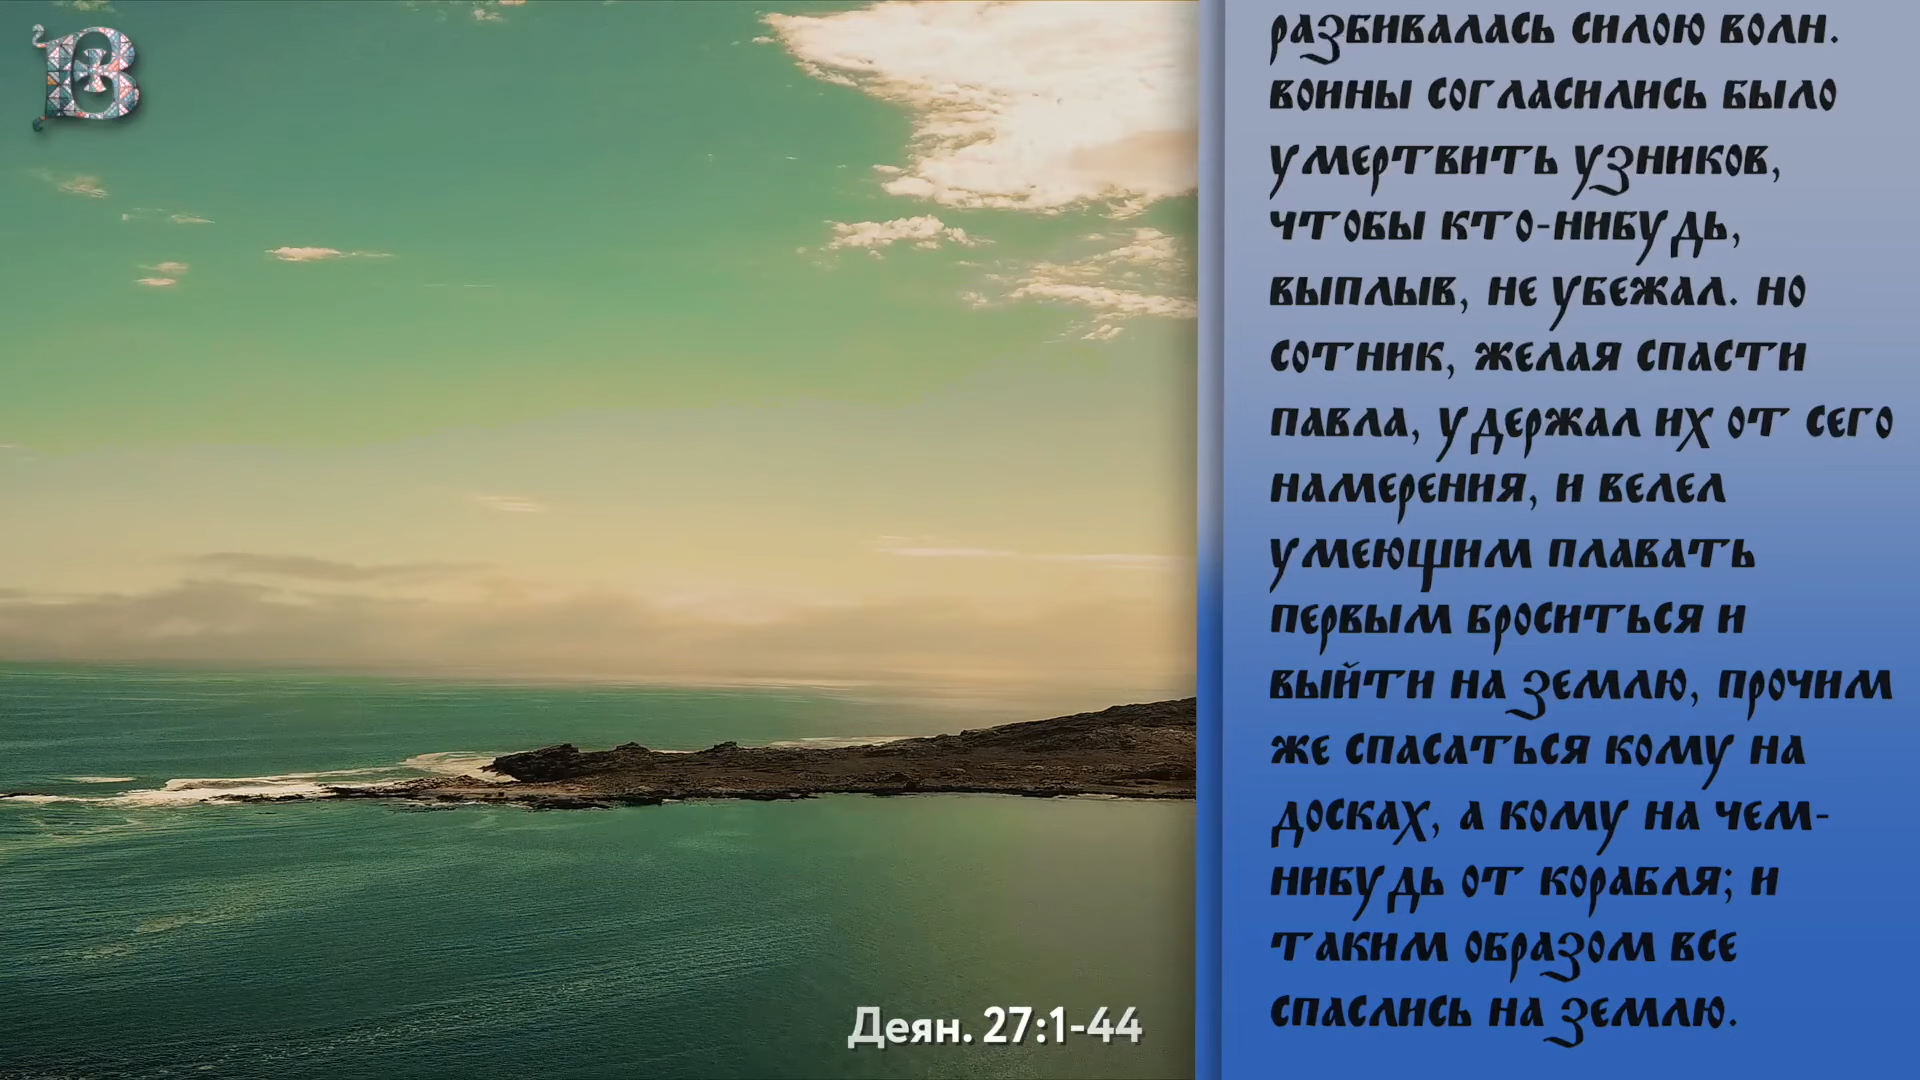 разбивалась силою волн.
воины согласились было
умертвить узников,
чтобы кто-нибудь,
выплыв, не убежал. но
сотник, желая спасти
павла, удержал их от сего
намерения, и велел
умеющим плавать
первым броситься и
выйти на землю, прочим
же спасаться кому на
досках, а кому на чем-
нибудь от корабля; и
таким образом все
спаслись на землю.
Деян. 27:1-44